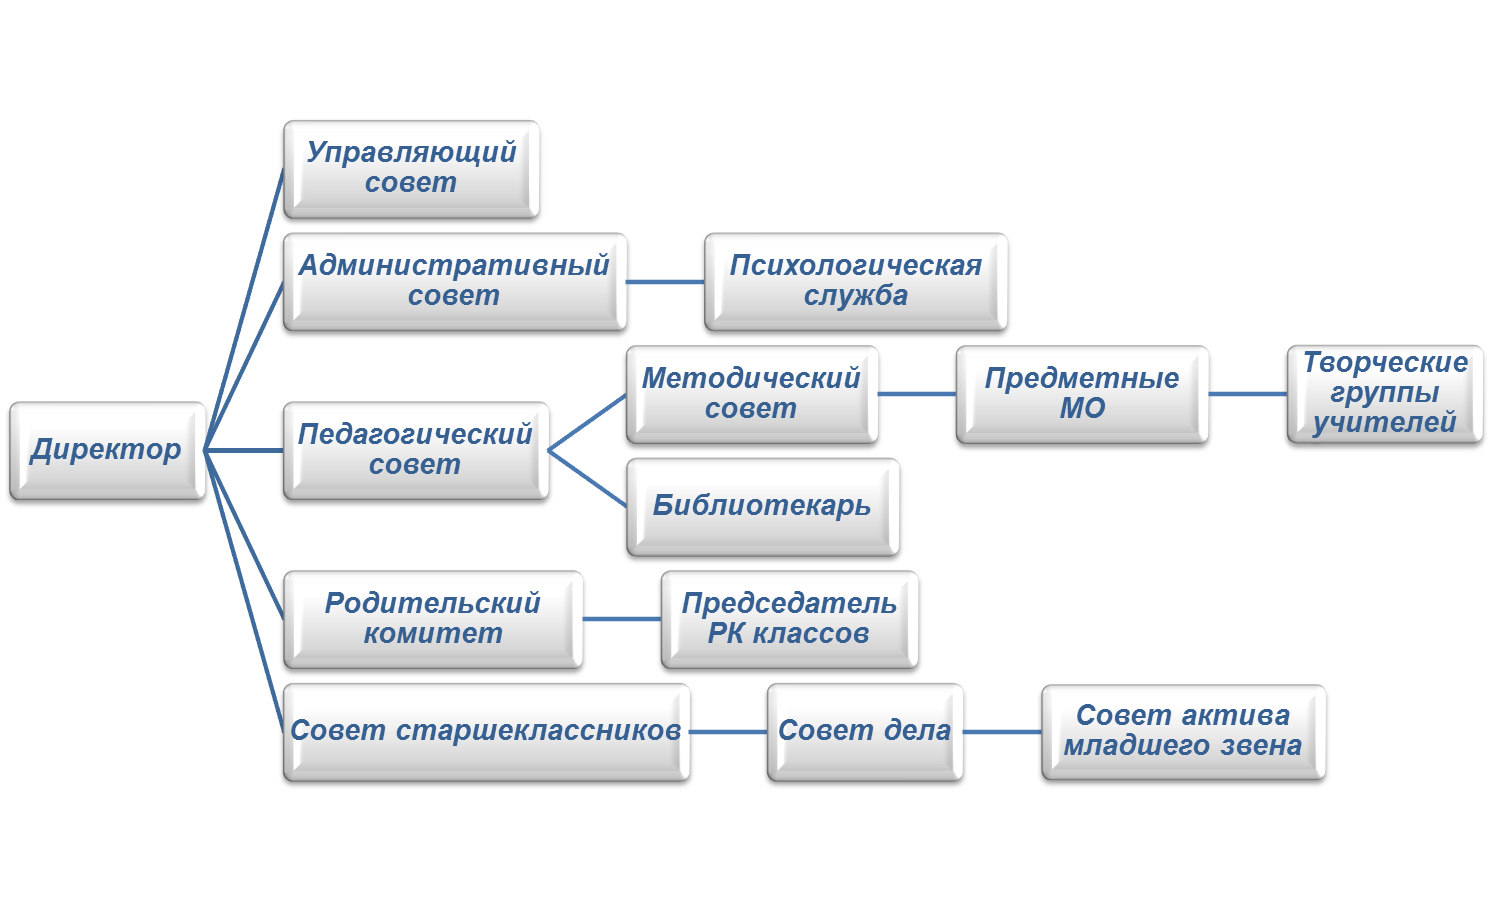 Управляющий
совет
Административный
совет
Психологическая
служба
Директор
Педагогический
совет
Методический
совет
Предметные
МО
Творческие
группы
учителей
Библиотекарь
Родительский
комитет
Председатель
РК классов
Совет старшеклассников
Совет дела
Совет актива
младшего звена